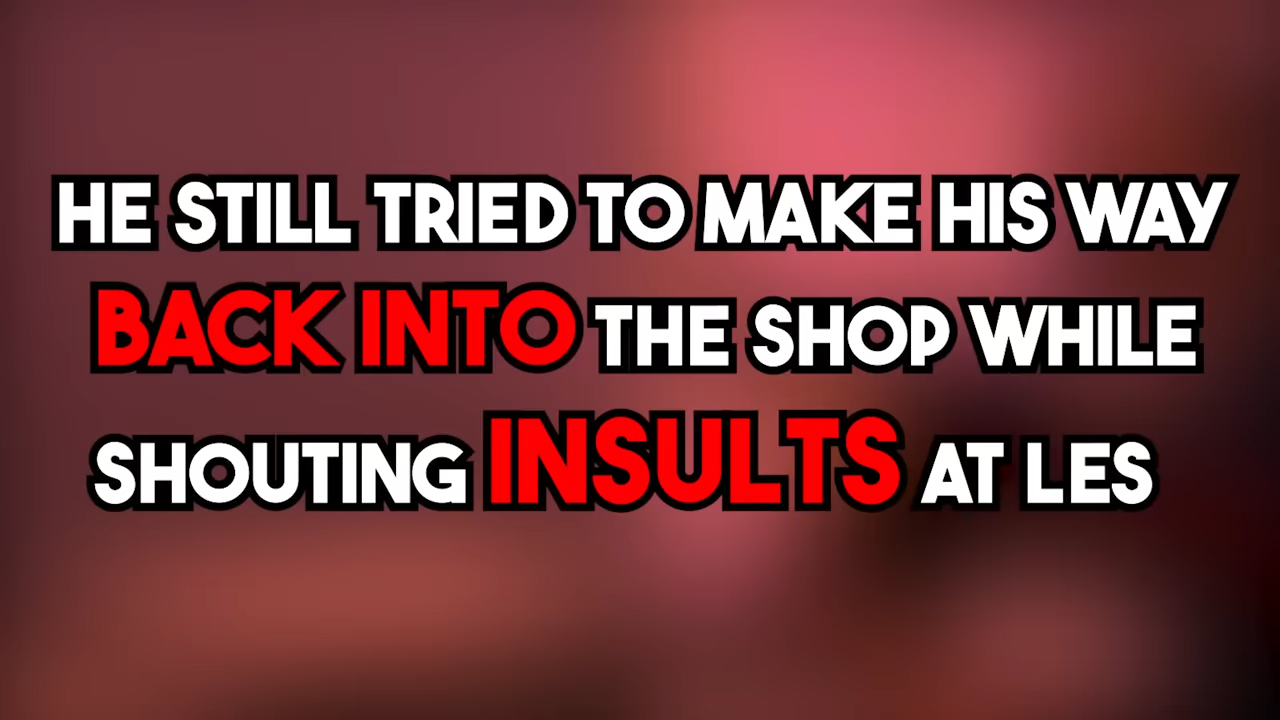 HE STILL TRIED TO MAKE HIS WAY
BACK INTO THE SHOP WHILE
SHOUTING INSULTS AT LES